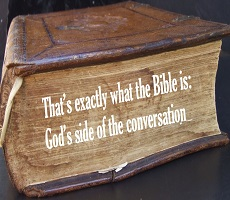 That's exactly what the Bible is:
God's side of the conversation